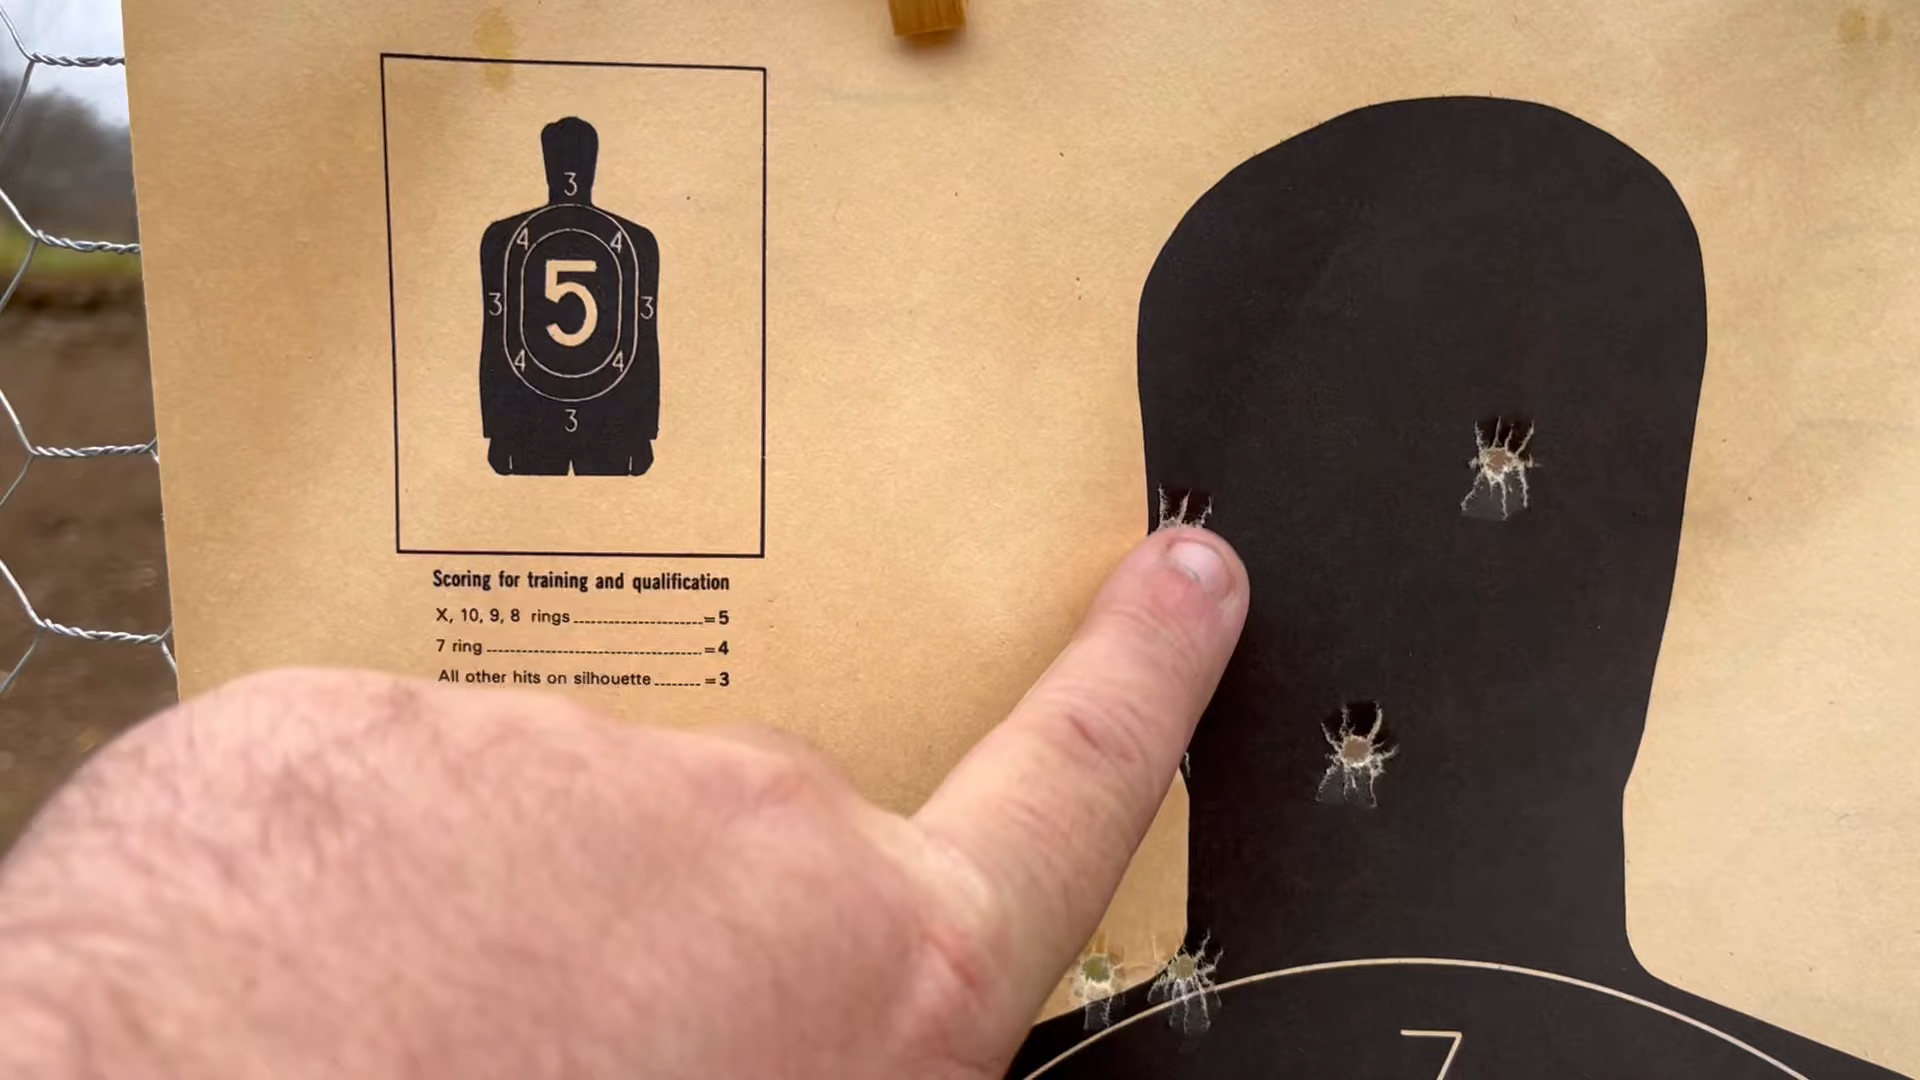 3
4 4
5
3 3
4 4
3
Scoring for training and qualification
X, 10, 9, 8 rings ---------------------- =5
7 ring ------------------------------------ =4
All other hits on silhouette -------- =3
7